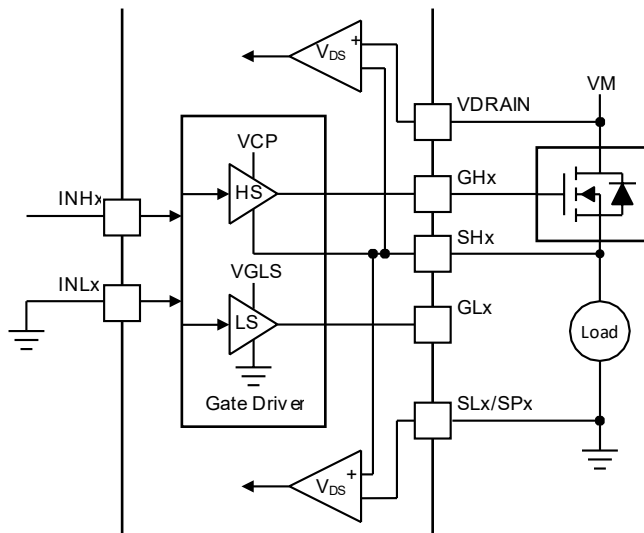 VDS
+
VM
VDRAIN
VCP
HS
GHx
INHx
SHx
VGLS
INLx
LS
GLx
Load
Gate Driver
SLx/SPx
VDS
+